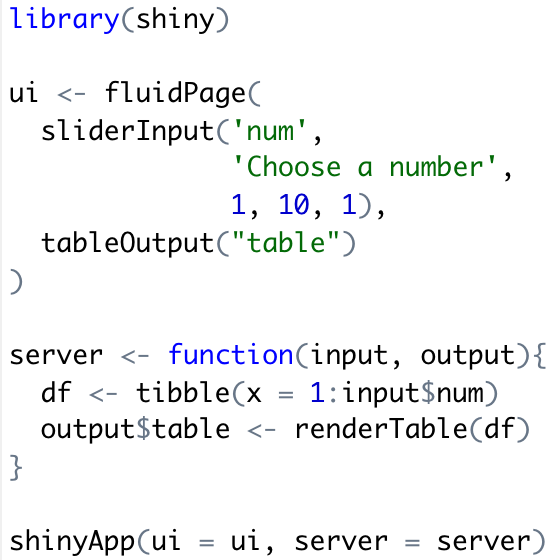 library(shiny)

ui <- fluidPage(
  sliderInput('num',
              'Choose a number',
              1, 10, 1),
  tableOutput("table")
)

server <- function(input, output){
  df <- tibble(x = 1:input$num)
  output$table <- renderTable(df)
}

shinyApp(ui = ui, server = server)